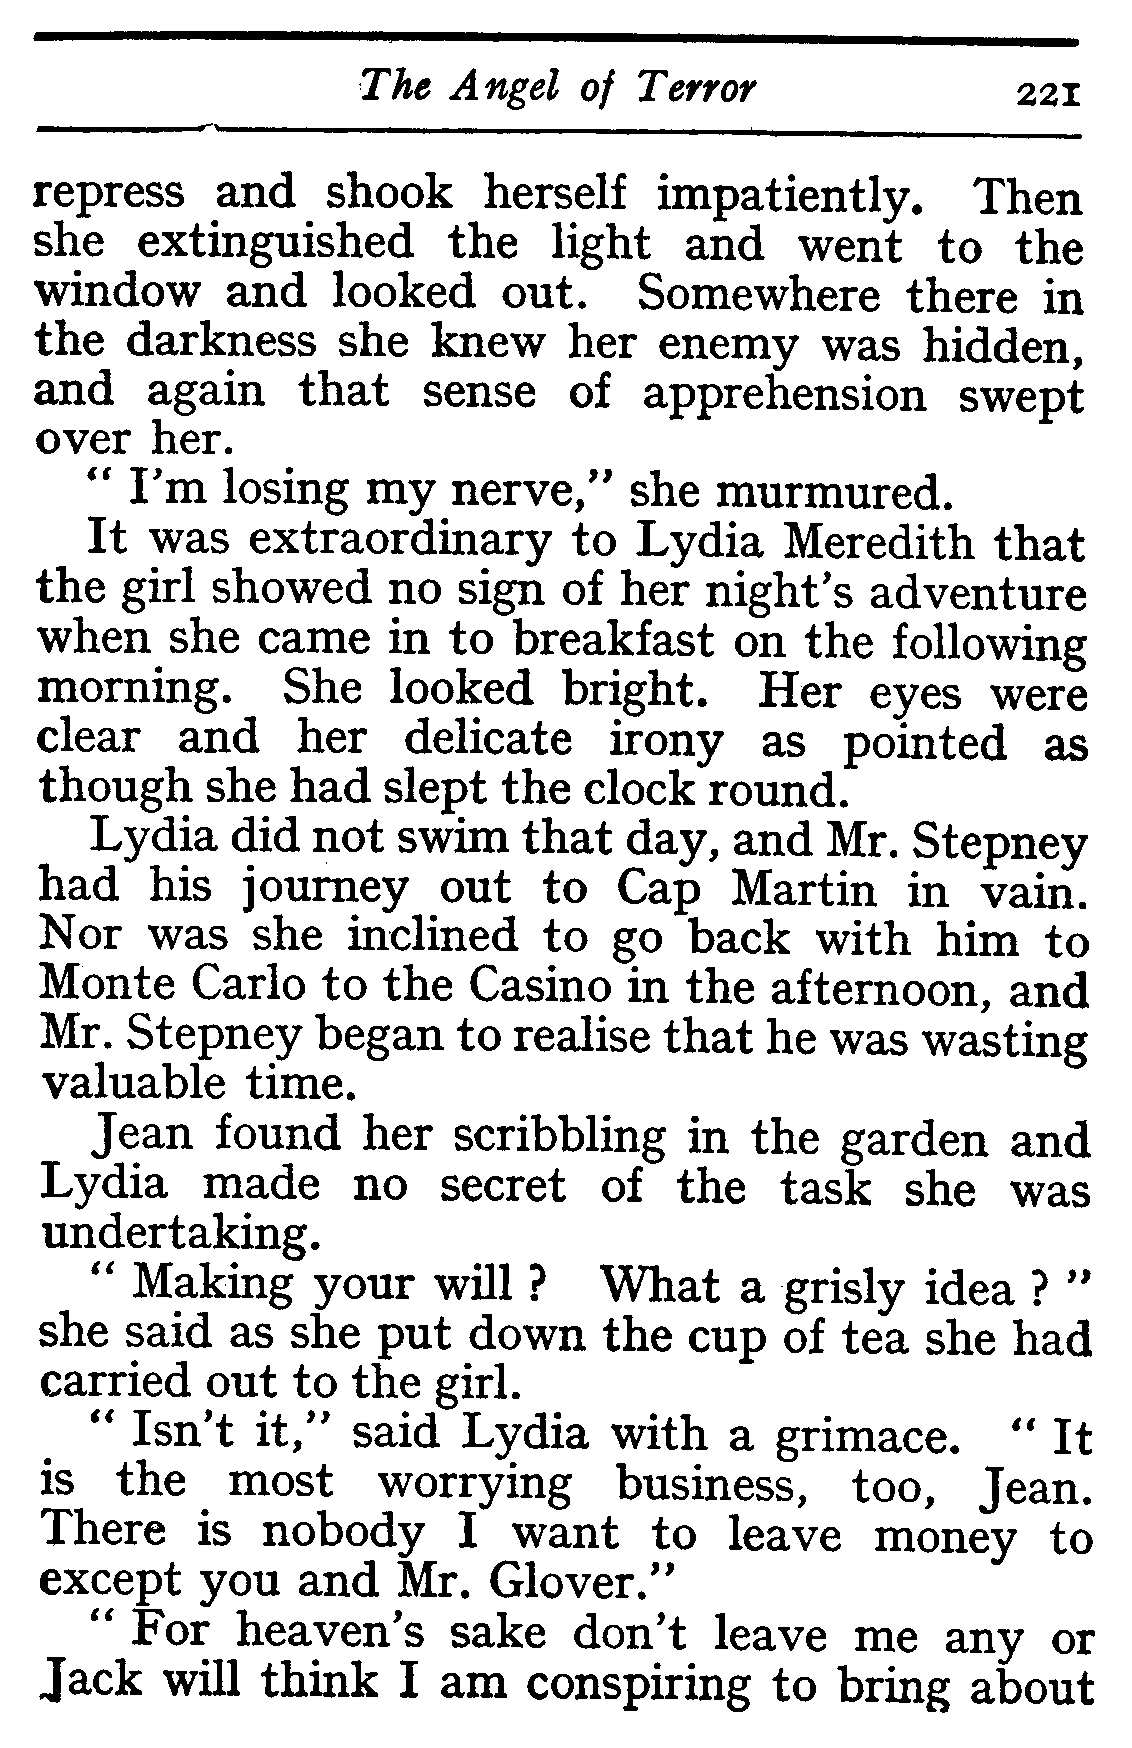 The Angel of Terror 221
repress and shook herself impatiently. Then
she extinguished the light and went to the
window and looked out. Somewhere there in
the darkness she knew her enemy was hidden,
and again that sense of apprehension swept
over her.
“ I’m losing my nerve,” she murmured.
It was extraordinary to Lydia Meredith that
the girl showed no sign of her night’s adventure
when she came in to breakfast on the following
morning. She looked bright. Her eyes were
clear and her delicate irony as pointed as
though she had slept the clock round.
Lydia did not swim that day, and Mr. Stepney
had his journey out to Cap Martin in vain.
Nor was she inclined to go back with him to
Monte Carlo to the Casino in the afternoon, and
Mr. Stepney began to realise that he was wasting
valuable time.
Jean found her scribbling in the garden and
Lydia made no secret of the task she was
undertaking.
“ Making your will ? What a grisly idea ? ”
she said as she put down the cup of tea she had
carried out to the girl.
“ Isn’t it,” said Lydia with a grimace. “ It
is the most worrying business, too, Jean.
There is nobody I want to leave money to
except you and Mr. Glover.”
“ For heaven’s sake don’t leave me any or
Jack will think I am conspiring to bring about